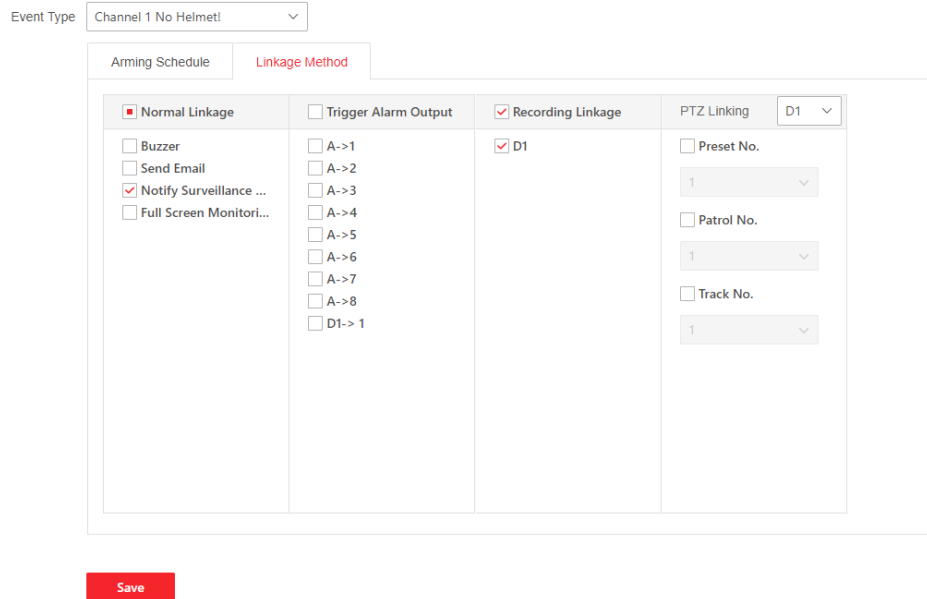 Event Type Channel 1 No Helmet!
Arming Schedule Linkage Method
Normal Linkage Trigger Alarm Output Recording Linkage PTZ Linking D1
Buzzer A->1 D1 Preset No.
Send Email A->2
1
Notify Surveillance ... A->3
Full Screen Monitori... A->4 Patrol No.
A->5
A->6 1
A->7
A->8 Track No.
D1-> 1 1
Save